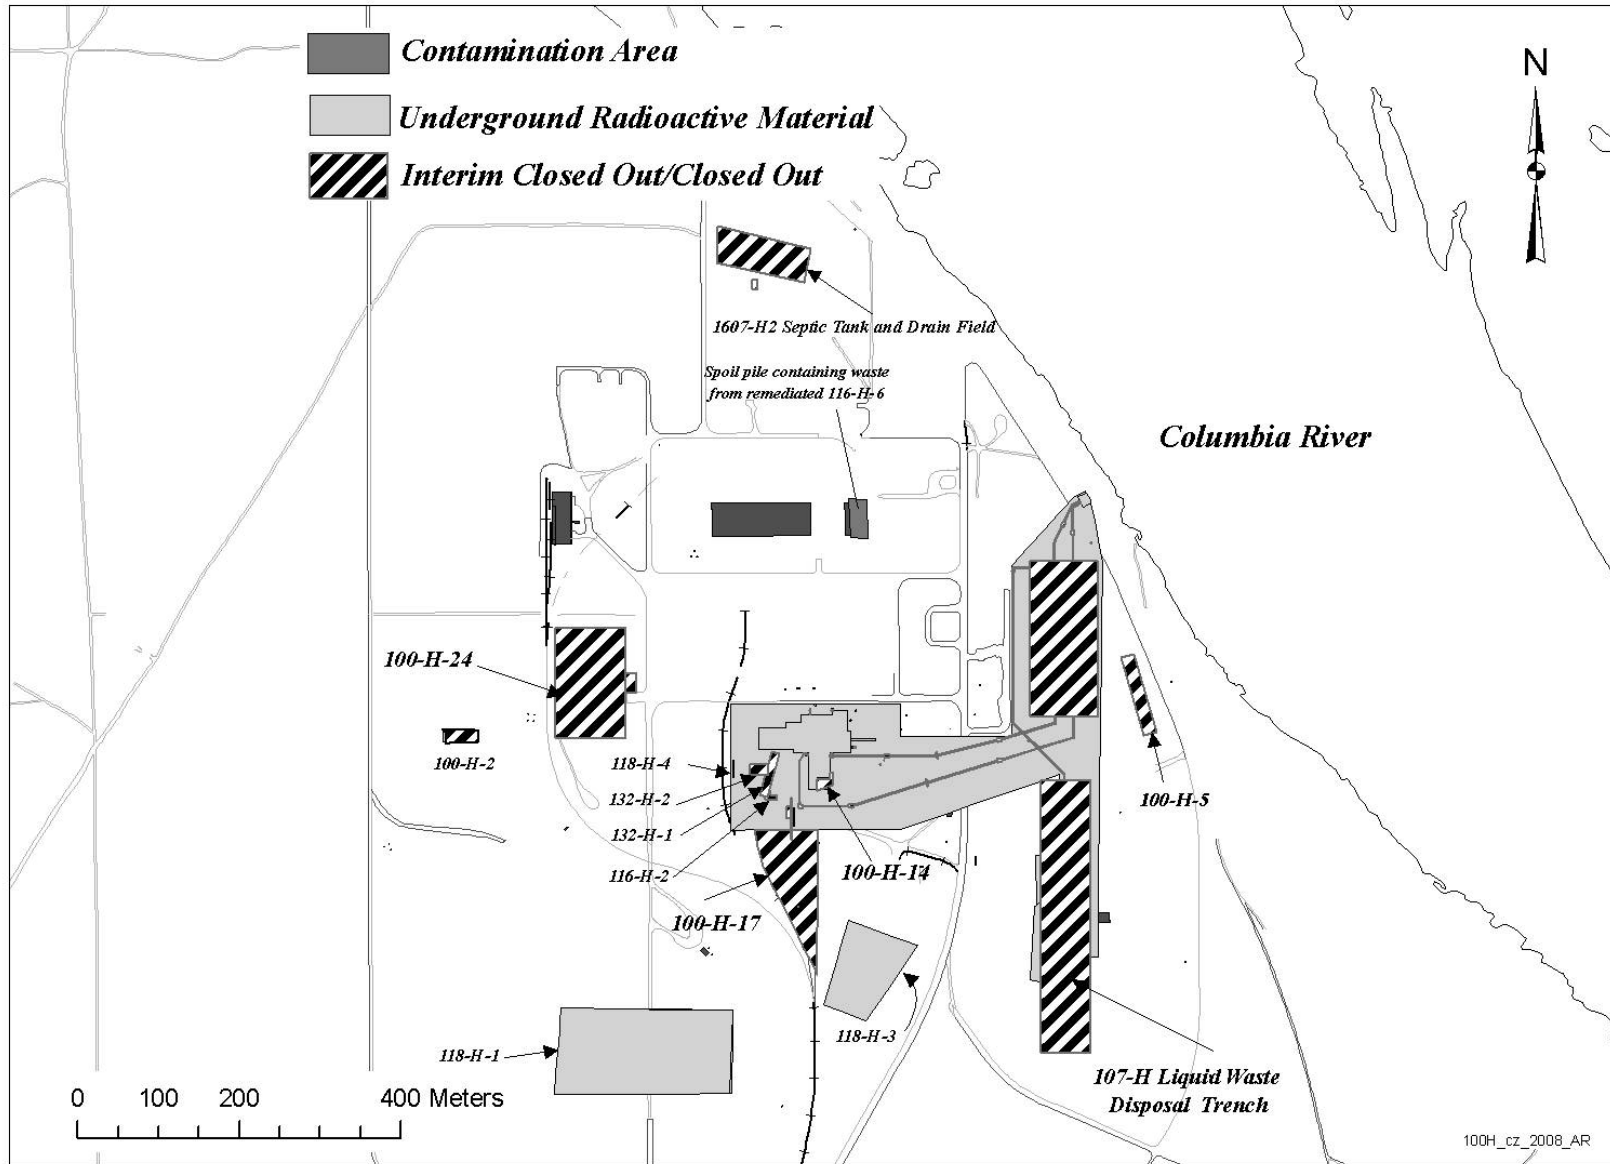 Contamination Area
Underground Radioactive Material
Interim Closed Out/Closed Out
N
1607-H2 Septic Tank and Drain Field
Spoil pile containing waste
from remediated 116-H-6
Columbia River
100-H-24
100-H-2
118-H-4
132-H-2
132-H-1
116-H-2
100-H-14
100-H-5
100-H-17
118-H-3
118-H-1
107-H Liquid Waste
Disposal Trench
0 100 200 400 Meters
100H_cz_2008_AR